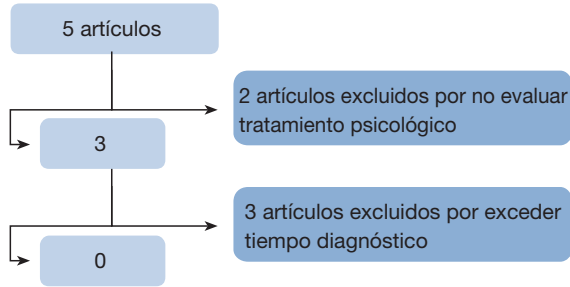 5 artículos
2 artículos excluidos por no evaluar
tratamiento psicológico
3
3 artículos excluidos por exceder
tiempo diagnóstico
0